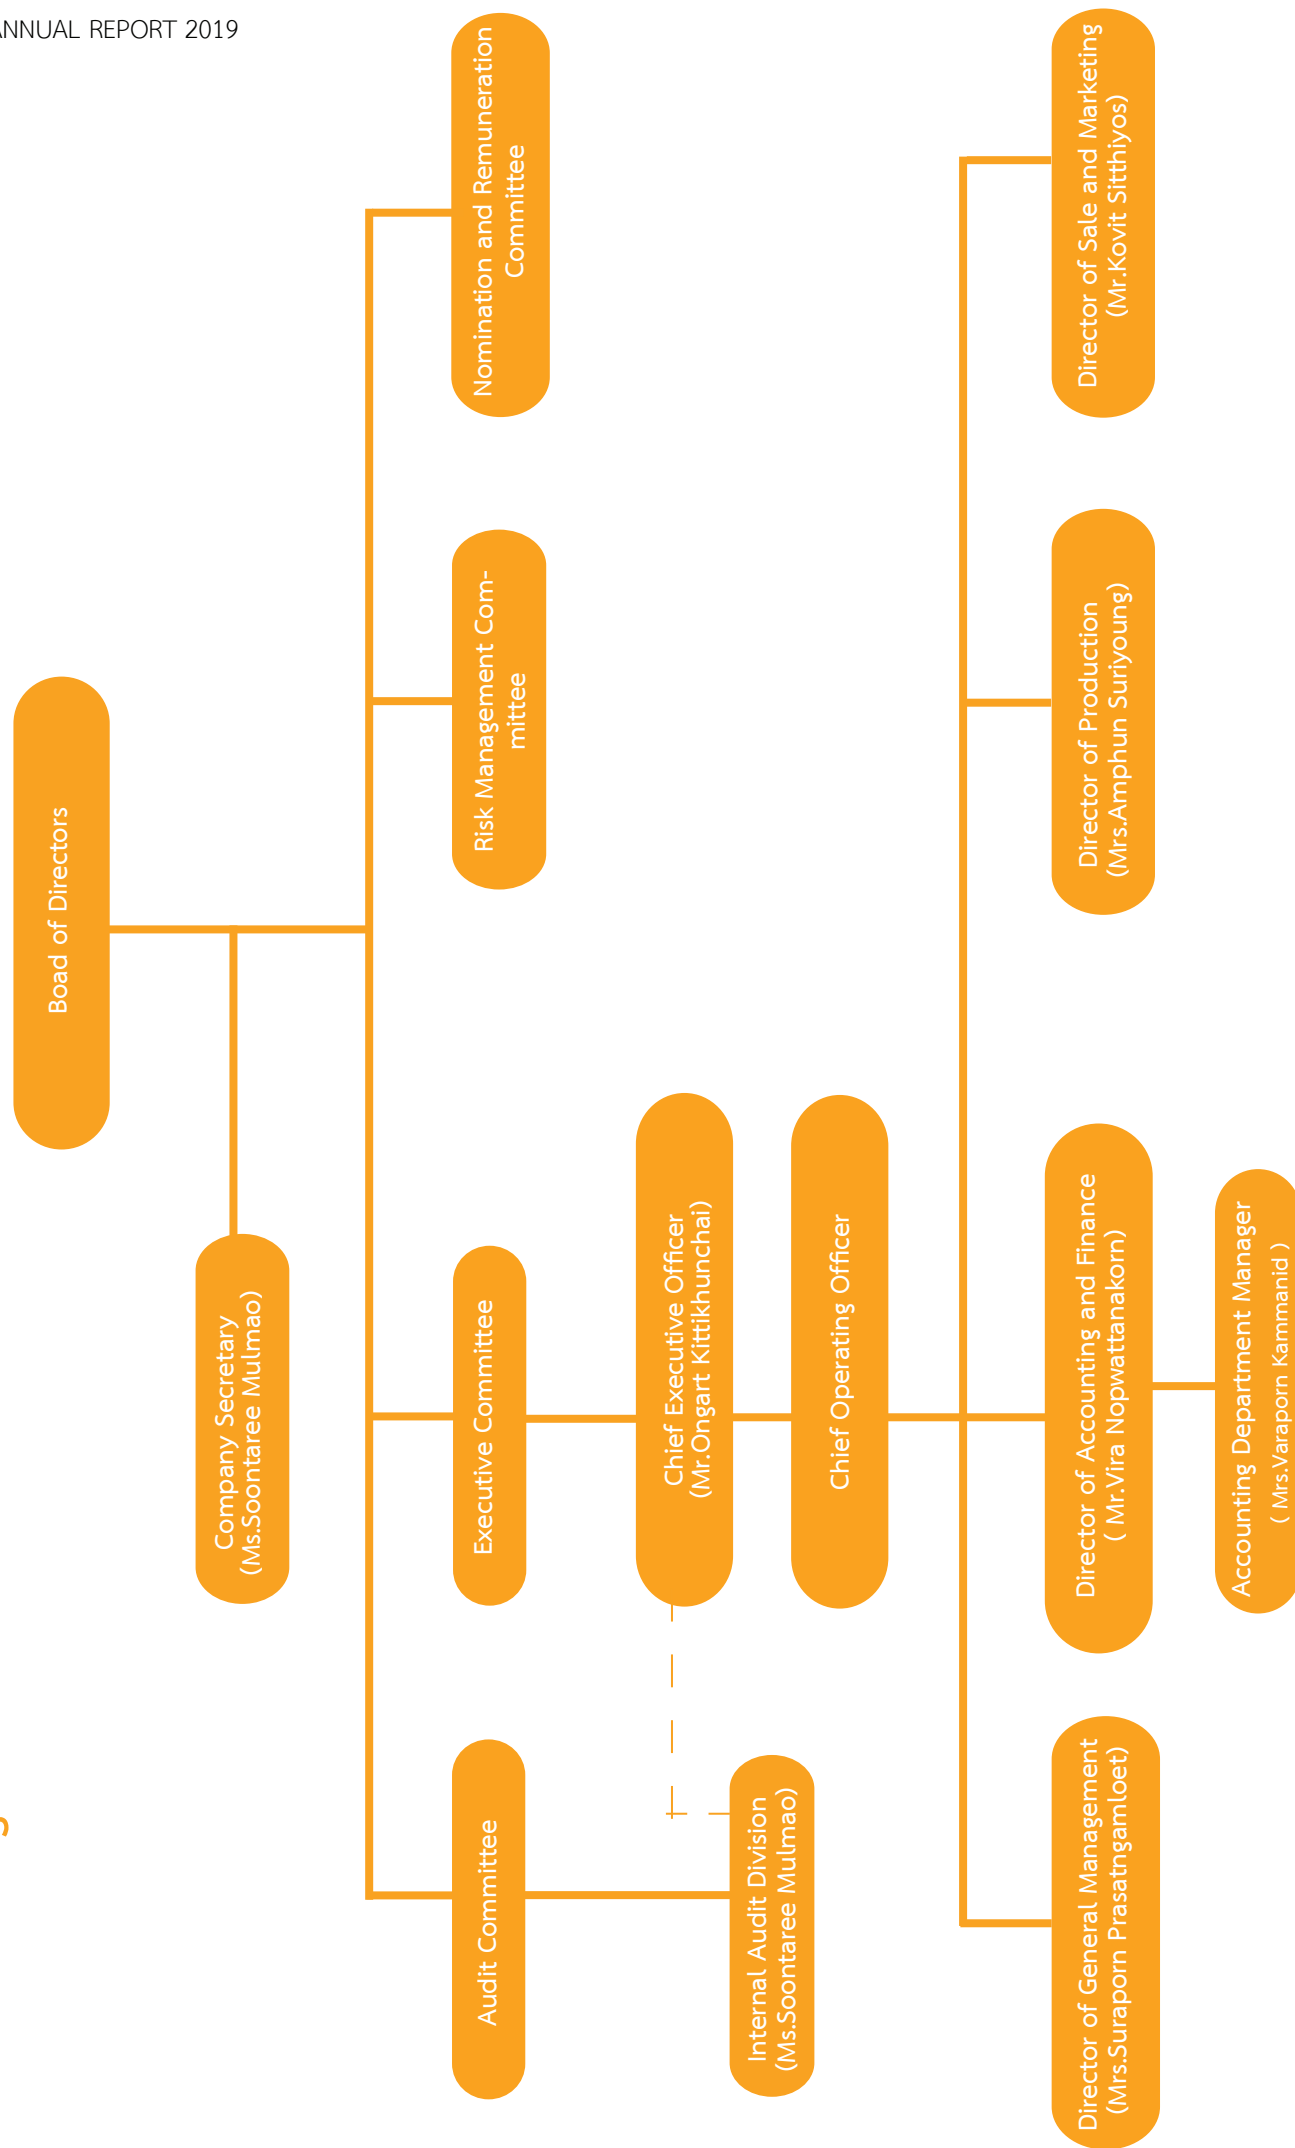 ANNUAL REPORT 2019
Boad of Directors
Company Secretary
(Ms.Soontaree Mulmao)
Audit Committee
Executive Committee
Risk Management Com-
mittee
Nomination and Remuneration
Committee
Chief Executive Officer
(Mr.Ongart Kittikhunchai)
Internal Audit Division
(Ms.Soontaree Mulmao)
Chief Operating Officer
Director of General Management
(Mrs.Suraporn Prasatngamloet)
Director of Accounting and Finance
( Mr.Vira Nopwattanakorn)
Director of Production
(Mrs.Amphun Suriyoung)
Director of Sale and Marketing
(Mr.Kovit Sitthiyos)
Accounting Department Manager
( Mrs.Varaporn Kammanid )